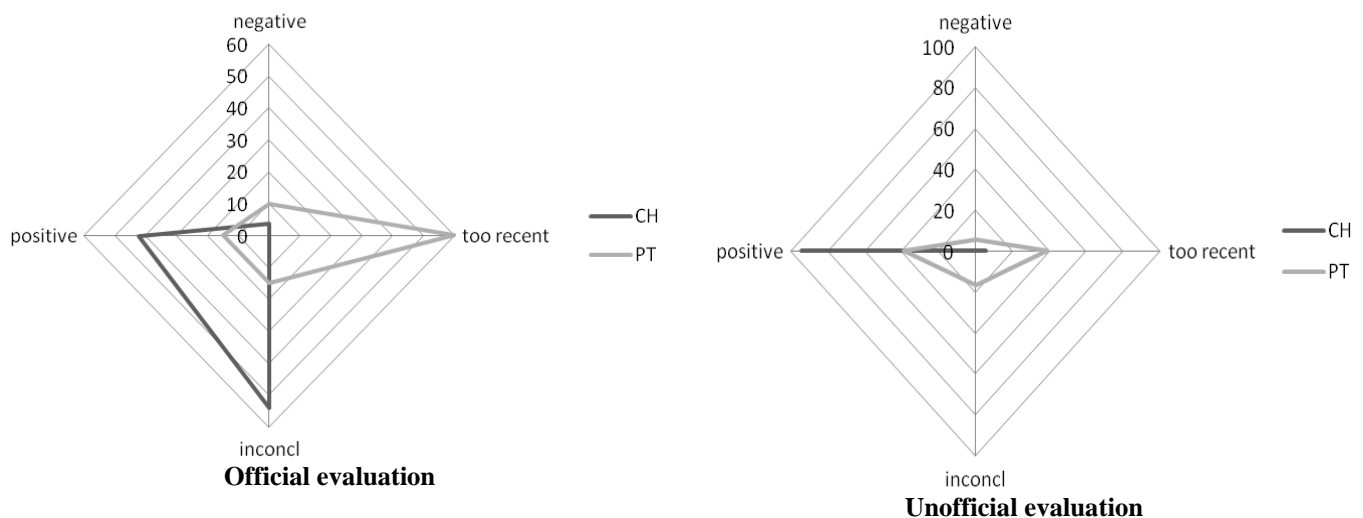 negative
60
50
40
30
20
10
0
positive
too recent
inconcl
CH
PT
Official evaluation
negative
100
80
60
40
20
0
positive
too recent
inconcl
CH
PT
Unofficial evaluation